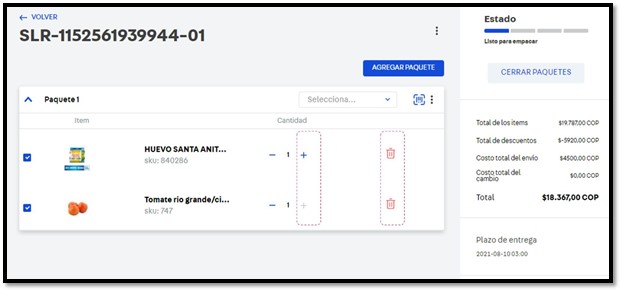 VOLVER
SLR-1152561939944-01
AGREGAR PAQUETE
Paquete 1
Selecciona...
Item
Cantidad
HUEVO SANTA ANIT...
sku: 840286
1
Tomate rio grande/ci...
sku: 747
1
Estado
Listo para empacar
CERRAR PAQUETES
Total de los items $19.787,00 COP
Total de descuentos $-5920,00 COP
Costo total del envío $4500,00 COP
Costo total del
cambio $0,00 COP
Total $18.367,00 COP
Plazo de entrega
2021-08-10 03:00